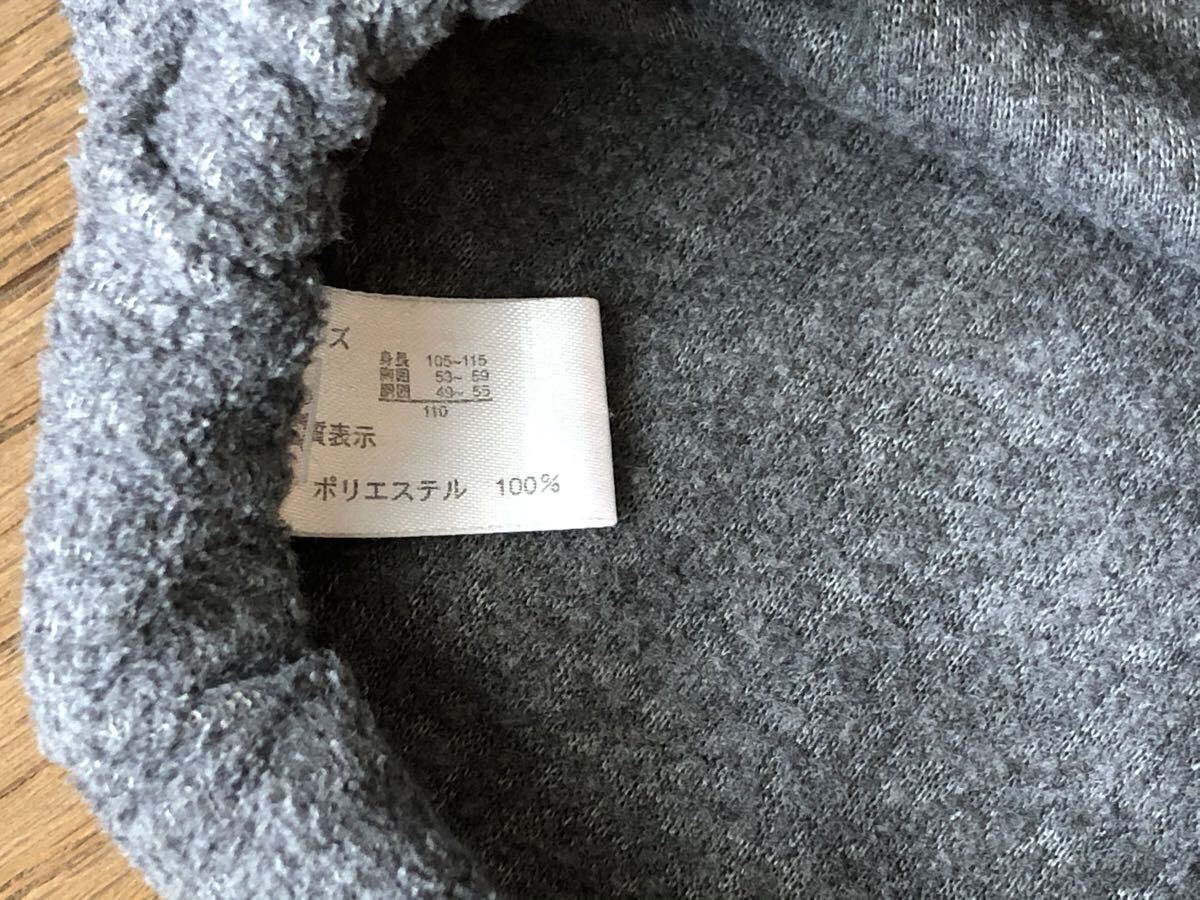 ズ
身長 105~115
胸囲 53~ 59
胴囲 49~ 55
110
質表示
ポリエステル 100%